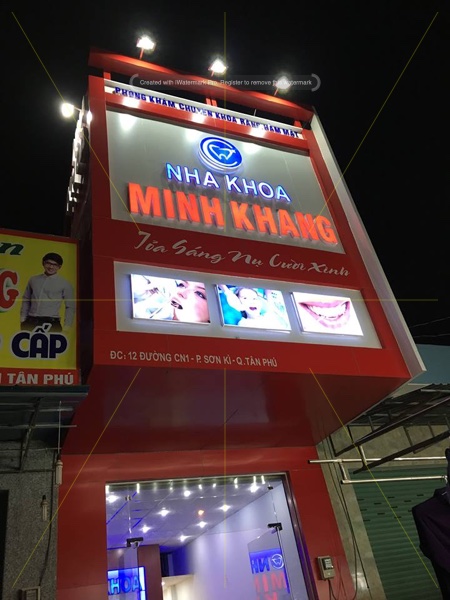 Created with iWatermark Pro. Register to remove this watermark
PHÒNG KHÁM CHUYÊN KHOA RĂNG HÀM MẶT
NHA KHOA
MINH KHANG
Tỏa Sáng Nụ Cười Xinh
ĐC: 12 ĐƯỜNG CN1 - P. SƠN KÌ - Q.TÂN PHÚ
CẤP
TÂN PHÚ